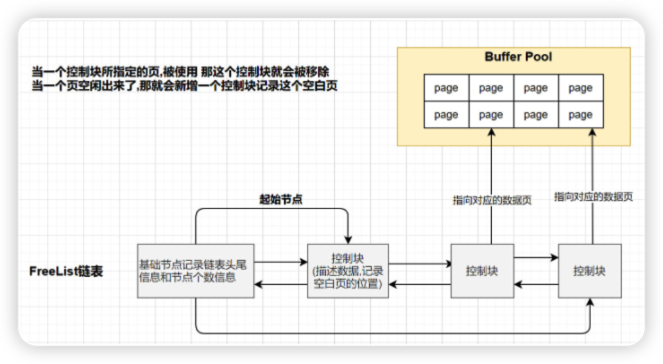 当一个控制块所指定的页,被使用 那这个控制块就会被移除
当一个页空闲出来了,那就会新增一个控制块记录这个空白页
Buffer Pool
page page page page
page page page page
指向对应的数据页
指向对应的数据页
起始节点
FreeList链表
基础节点记录链表头尾
信息和节点个数信息
控制块
(描述数据,记录
空白页的位置)
控制块
控制块